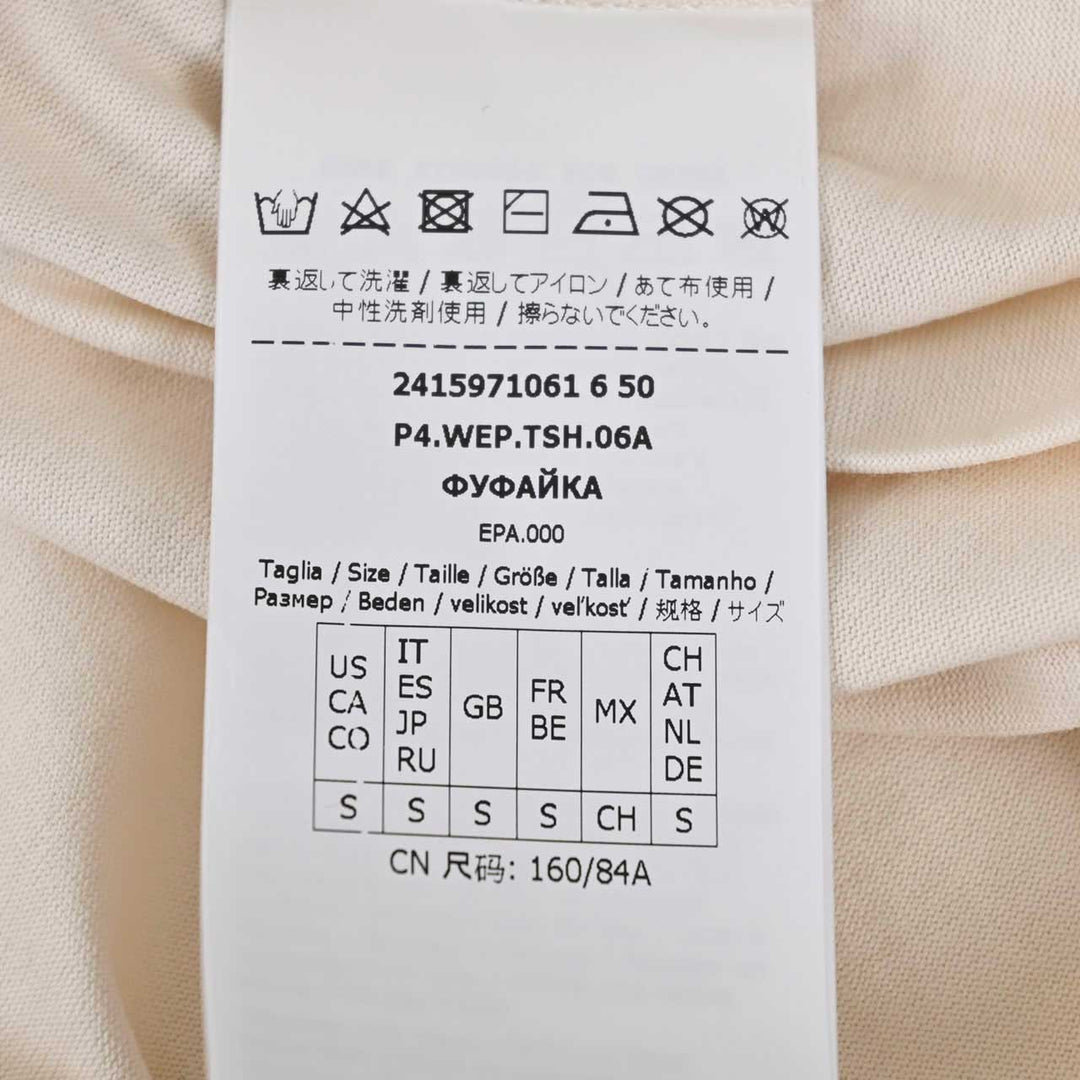 裏返して洗濯 / 裏返してアイロン / あて布使用 /
中性洗剤使用 / 擦らないでください。
2415971061 6 50
P4.WEP.TSH.06A
ФУФАЙКА
EPA.000
Taglia / Size / Taille / Größe / Talla / Tamanho /
Размер / Beden / velikost / veľkosť / 规格 / サイズ
US CA CO
IT ES JP RU
GB
FR BE
MX
CH AT NL DE
S S S S CH S
CN 尺码: 160/84A